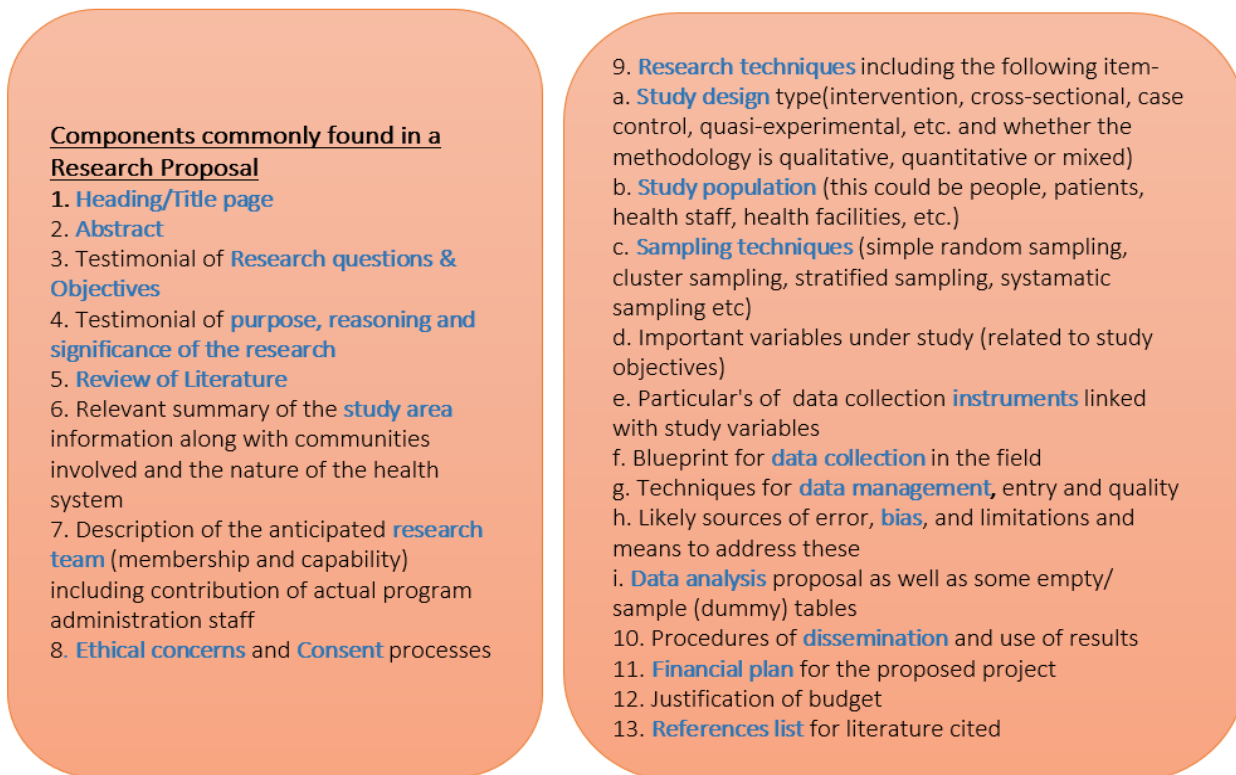 Components commonly found in a
Research Proposal
1. Heading/Title page
2. Abstract
3. Testimonial of Research questions &
Objectives
4. Testimonial of purpose, reasoning and
significance of the research
5. Review of Literature
6. Relevant summary of the study area
information along with communities
involved and the nature of the health
system
7. Description of the anticipated research
team (membership and capability)
including contribution of actual program
administration staff
8. Ethical concerns and Consent processes
9. Research techniques including the following item-
a. Study design type(intervention, cross-sectional, case
control, quasi-experimental, etc. and whether the
methodology is qualitative, quantitative or mixed)
b. Study population (this could be people, patients,
health staff, health facilities, etc.)
c. Sampling techniques (simple random sampling,
cluster sampling, stratified sampling, systamatic
sampling etc)
d. Important variables under study (related to study
objectives)
e. Particular's of data collection instruments linked
with study variables
f. Blueprint for data collection in the field
g. Techniques for data management, entry and quality
h. Likely sources of error, bias, and limitations and
means to address these
i. Data analysis proposal as well as some empty/
sample (dummy) tables
10. Procedures of dissemination and use of results
11. Financial plan for the proposed project
12. Justification of budget
13. References list for literature cited